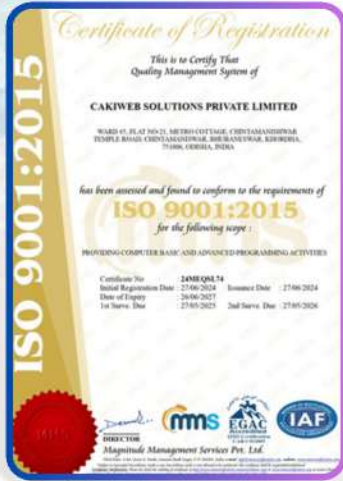 Certificate of Registration
This is to Certify That
Quality Management System of
CAKIWEB SOLUTIONS PRIVATE LIMITED
WARD 45, FLAT NO-21, METRO COTTAGE, CHINTAMANISHWAR
TEMPLE ROAD, CHINTAMANISWAR, BHUBANESWAR, KHORDHA,
751006, ODISHA, INDIA
has been assessed and found to conform to the requirements of
ISO 9001:2015
for the following scope :
PROVIDING COMPUTER BASIC AND ADVANCED PROGRAMMING ACTIVITIES
Certificate No : 24MEQSL74
Initial Registration Date : 27/06/2024 Issuance Date : 27/06/2024
Date of Expiry : 26/06/2027
1st Surve. Due : 27/05/2025 2nd Surve. Due : 27/05/2026
ISO 9001:2015
DIRECTOR
mms
EGAC
IAF
Magnitude Management Services Pvt. Ltd.